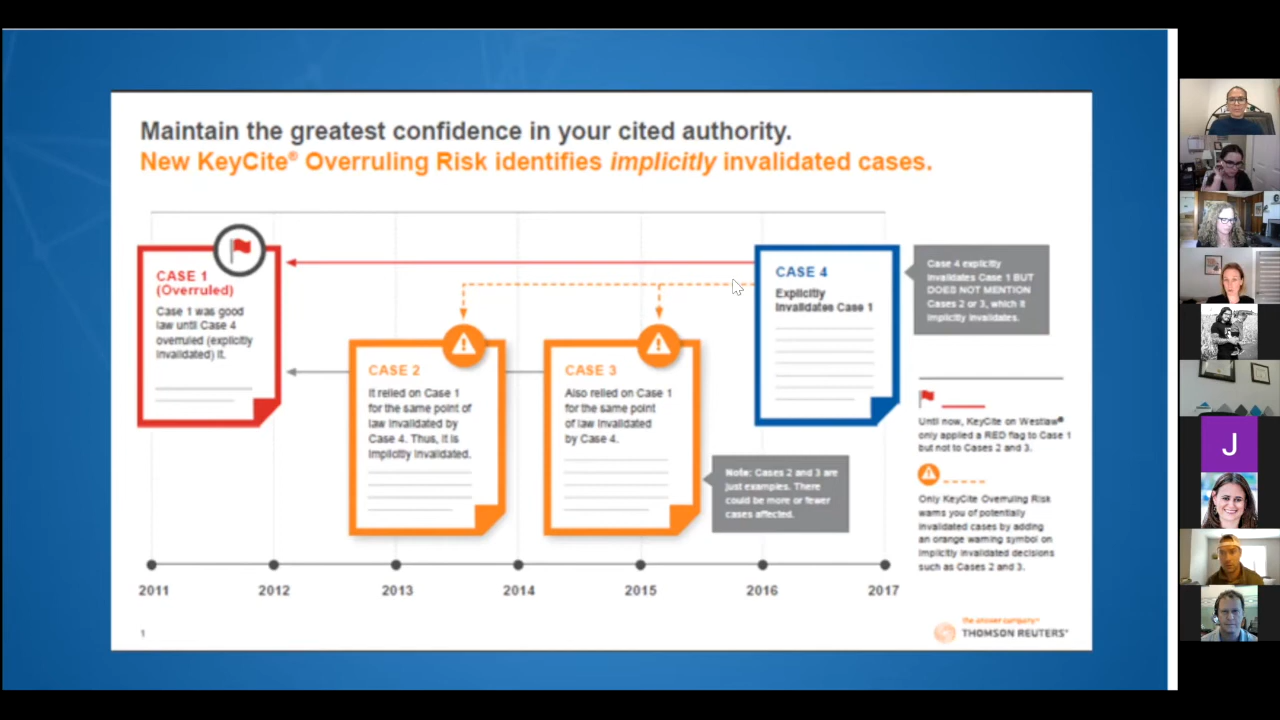 Maintain the greatest confidence in your cited authority.
New KeyCite® Overruling Risk identifies implicitly invalidated cases.
CASE 1
(Overruled)
Case 1 was good
law until Case 4
overruled (explicitly
invalidated) it.
CASE 2
It relied on Case 1
for the same point of
law invalidated by
Case 4. Thus, it is
implicitly invalidated.
CASE 3
Also relied on Case 1
for the same point
of law invalidated
by Case 4.
CASE 4
Explicitly
Invalidates Case 1
Case 4 explicitly
invalidates Case 1 BUT
DOES NOT MENTION
Cases 2 or 3, which it
implicitly invalidates.
Note: Cases 2 and 3 are
just examples. There
could be more or fewer
cases affected.
Until now, KeyCite on Westlaw®
only applied a RED flag to Case 1
but not to Cases 2 and 3.
Only KeyCite Overruling Risk
warns you of potentially
invalidated cases by adding
an orange warning symbol on
implicitly invalidated decisions
such as Cases 2 and 3.
2011 2012 2013 2014 2015 2016 2017
1
the answer company™
THOMSON REUTERS®
J